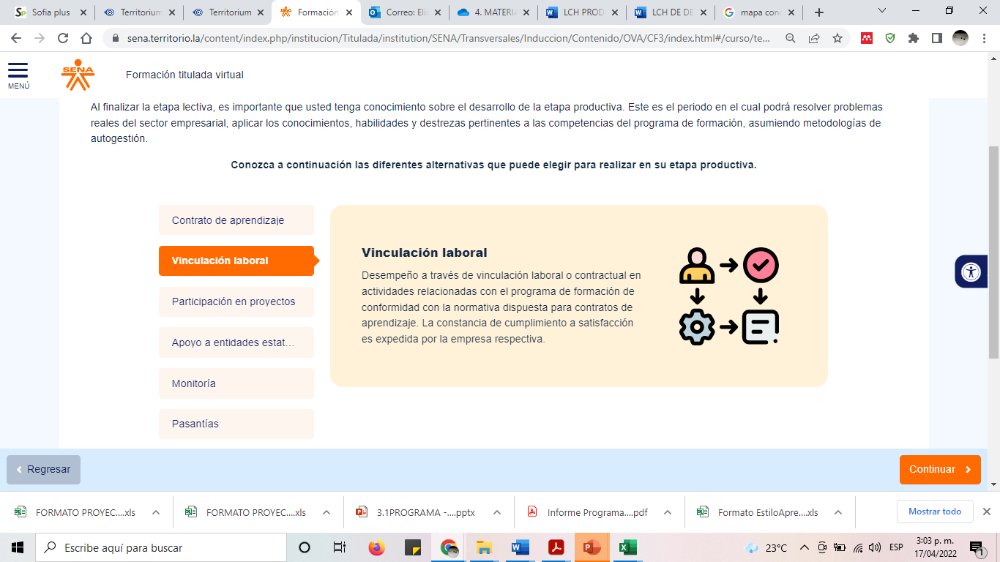 Sofia plus
Territorium
Territorium
Formación
Correo: Eli
4. MATERIA
LCH PROD
LCH DE DE
mapa conc
sena.territorio.la/content/index.php/institucion/Titulada/institution/SENA/Transversales/Induccion/Contenido/OVA/CF3/index.html#/curso/te...
MENÚ
SENA
Formación titulada virtual
Al finalizar la etapa lectiva, es importante que usted tenga conocimiento sobre el desarrollo de la etapa productiva. Este es el periodo en el cual podrá resolver problemas
reales del sector empresarial, aplicar los conocimientos, habilidades y destrezas pertinentes a las competencias del programa de formación, asumiendo metodologías de
autogestión.
Conozca a continuación las diferentes alternativas que puede elegir para realizar en su etapa productiva.
Contrato de aprendizaje
Vinculación laboral
Participación en proyectos
Apoyo a entidades estat...
Monitoría
Pasantías
Vinculación laboral
Desempeño a través de vinculación laboral o contractual en
actividades relacionadas con el programa de formación de
conformidad con la normativa dispuesta para contratos de
aprendizaje. La constancia de cumplimiento a satisfacción
es expedida por la empresa respectiva.
Regresar
Continuar
FORMATO PROYEC....xls
FORMATO PROYEC....xls
3.1PROGRAMA -....pptx
Informe Programa....pdf
Formato EstiloApre....xls
Mostrar todo
Escribe aquí para buscar
23°C
ESP
3:03 p. m.
17/04/2022
1